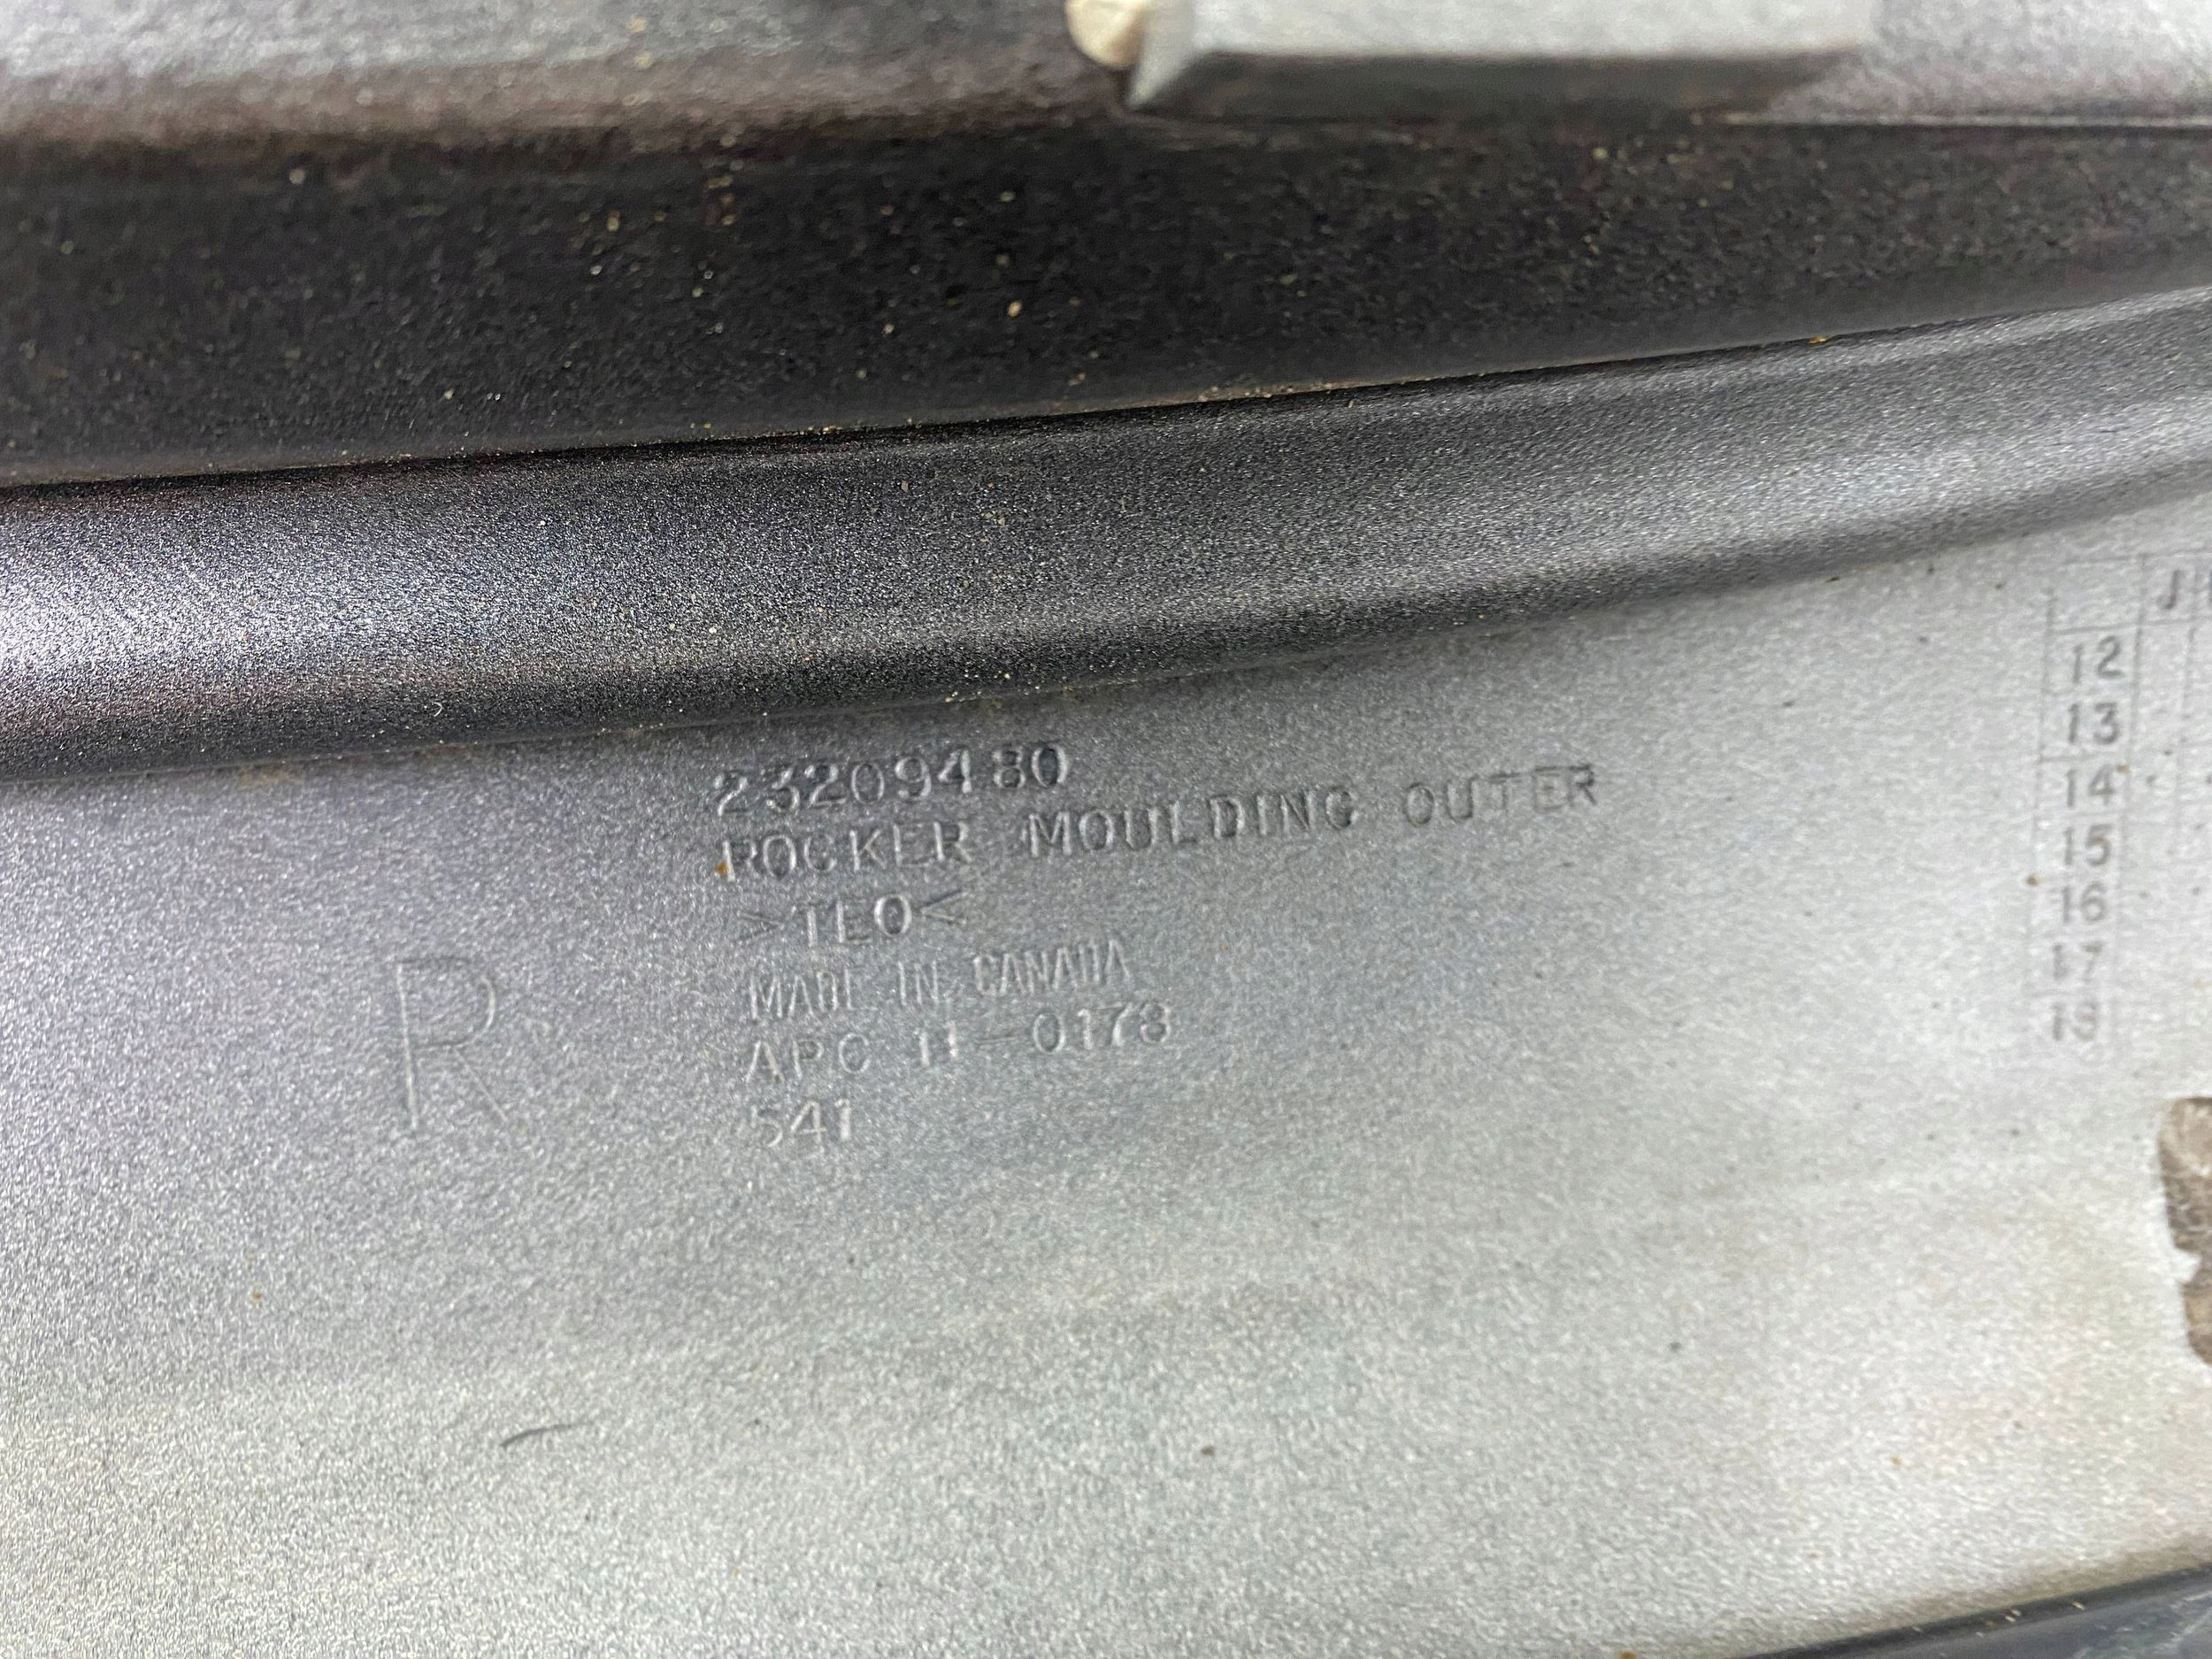 23209480
ROCKER MOULDING OUTER
>TEO<
MADE IN CANADA
APC 11-0178
541
R
J
12
13
14
15
16
17
18